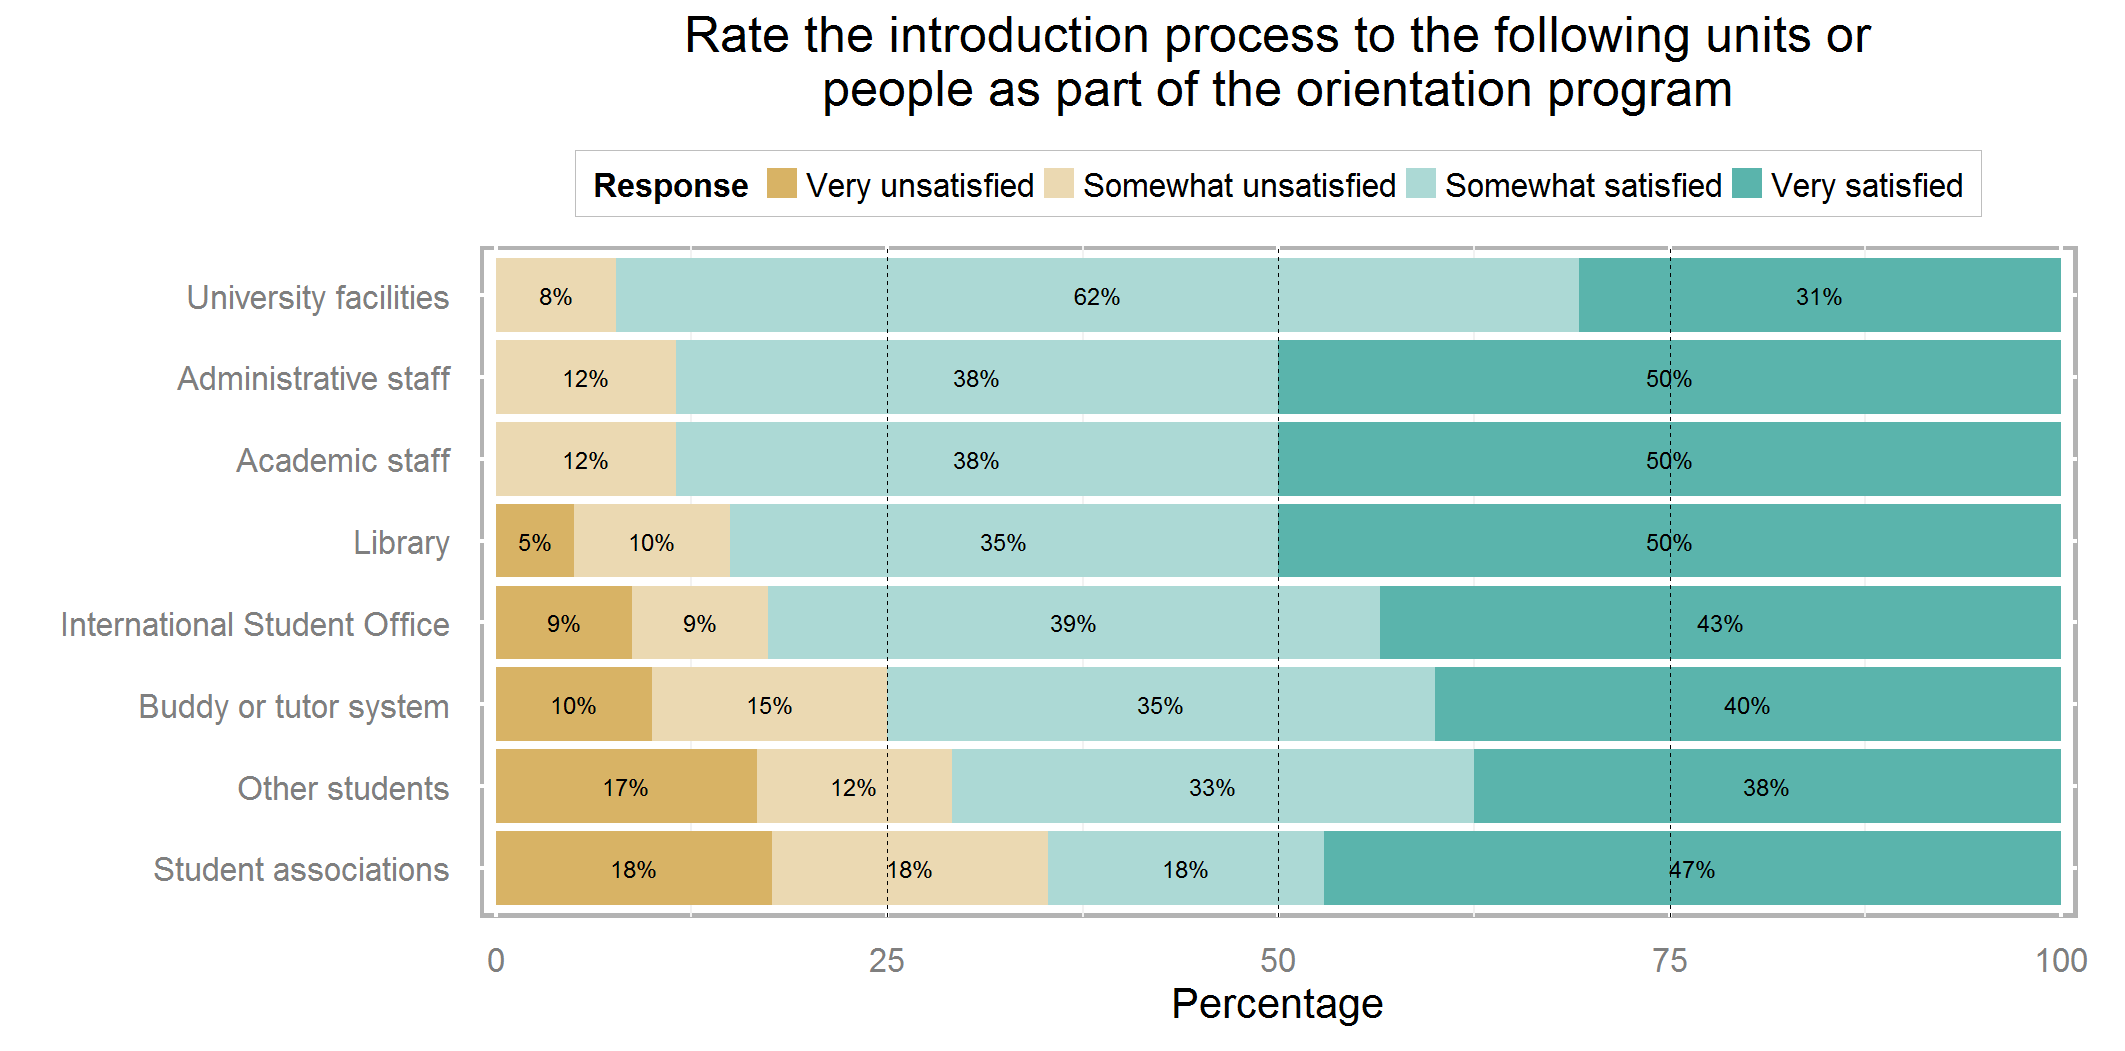 Rate the introduction process to the following units or
people as part of the orientation program
Response Very unsatisfied Somewhat unsatisfied Somewhat satisfied Very satisfied
University facilities 8% 62% 31%
Administrative staff 12% 38% 50%
Academic staff 12% 38% 50%
Library 5% 10% 35% 50%
International Student Office 9% 9% 39% 43%
Buddy or tutor system 10% 15% 35% 40%
Other students 17% 12% 33% 38%
Student associations 18% 18% 18% 47%
0 25 50 75 100
Percentage